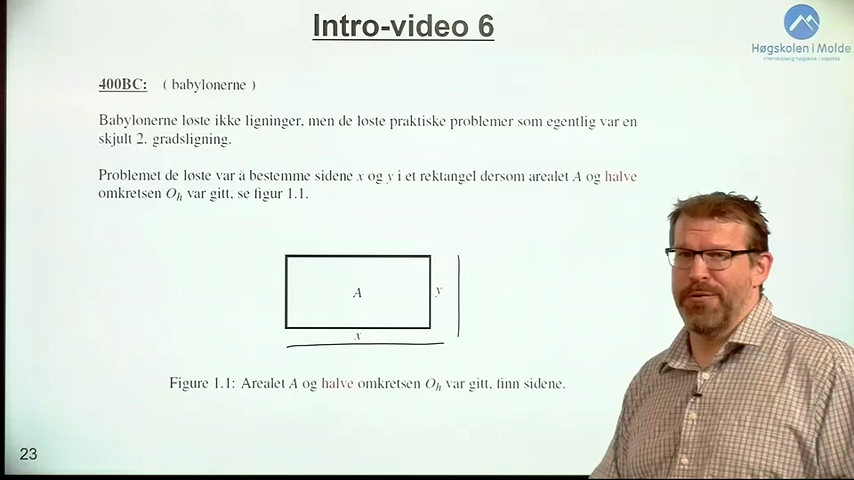 Intro-video 6
Høgskolen i Molde
Vitenskapelig høgskole i logistikk
400BC: ( babylonerne )
Babylonerne løste ikke ligninger, men de løste praktiske problemer som egentlig var en
skjult 2. gradsligning.
Problemet de løste var å bestemme sidene x og y i et rektangel dersom arealet A og halve
omkretsen Oh var gitt, se figur 1.1.
A
y
x
Figure 1.1: Arealet A og halve omkretsen Oh var gitt, finn sidene.
23